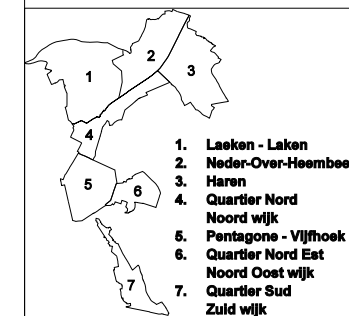 1
2
3
4
5
6
7
1. Laeken - Laken
2. Neder-Over-Heembee
3. Haren
4. Quartier Nord
Noord wijk
5. Pentagone - Vijfhoek
6. Quartier Nord Est
Noord Oost wijk
7. Quartier Sud
Zuid wijk